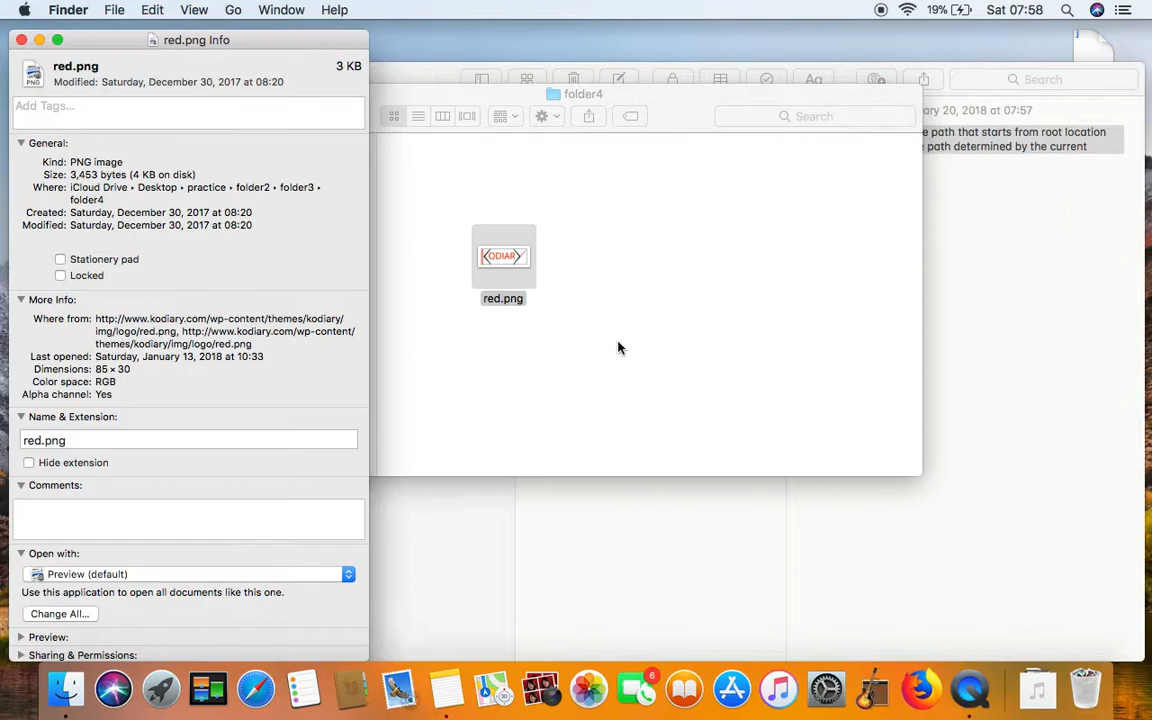 Finder File Edit View Go Window Help 19% Sat 07:58
red.png Info
red.png 3 KB
Modified: Saturday, December 30, 2017 at 08:20
Add Tags...
General:
Kind: PNG image
Size: 3,453 bytes (4 KB on disk)
Where: iCloud Drive ▸ Desktop ▸ practice ▸ folder2 ▸ folder3 ▸
folder4
Created: Saturday, December 30, 2017 at 08:20
Modified: Saturday, December 30, 2017 at 08:20
Stationery pad
Locked
More Info:
Where from: http://www.kodiary.com/wp-content/themes/kodiary/
img/logo/red.png, http://www.kodiary.com/wp-content/
themes/kodiary/img/logo/red.png
Last opened: Saturday, January 13, 2018 at 10:33
Dimensions: 85 × 30
Color space: RGB
Alpha channel: Yes
Name & Extension:
red.png
Hide extension
Comments:
Open with:
Preview (default)
Use this application to open all documents like this one.
Change All...
Preview:
Sharing & Permissions:
folder4
Search
KODIARY
red.png
Aa
Search
ary 20, 2018 at 07:57
e path that starts from root location
e path determined by the current
6